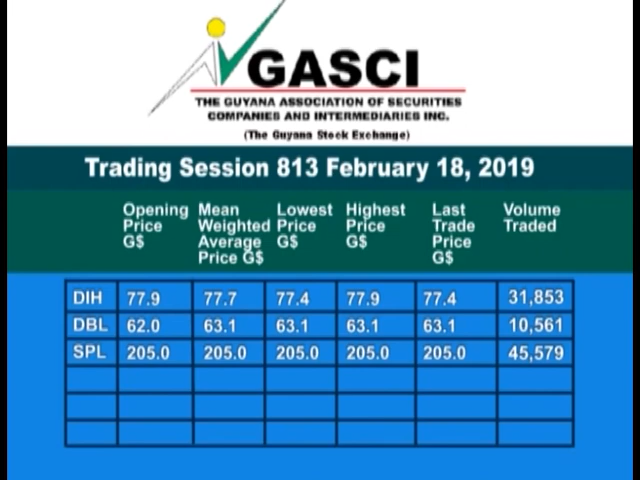 GASCI
THE GUYANA ASSOCIATION OF SECURITIES
COMPANIES AND INTERMEDIARIES INC.
(The Guyana Stock Exchange)
Trading Session 813 February 18, 2019
Opening Mean Lowest Highest Last Volume
Price Weighted Price Price Trade Traded
G$ Average G$ G$ Price
Price G$ G$
DIH 77.9 77.7 77.4 77.9 77.4 31,853
DBL 62.0 63.1 63.1 63.1 63.1 10,561
SPL 205.0 205.0 205.0 205.0 205.0 45,579